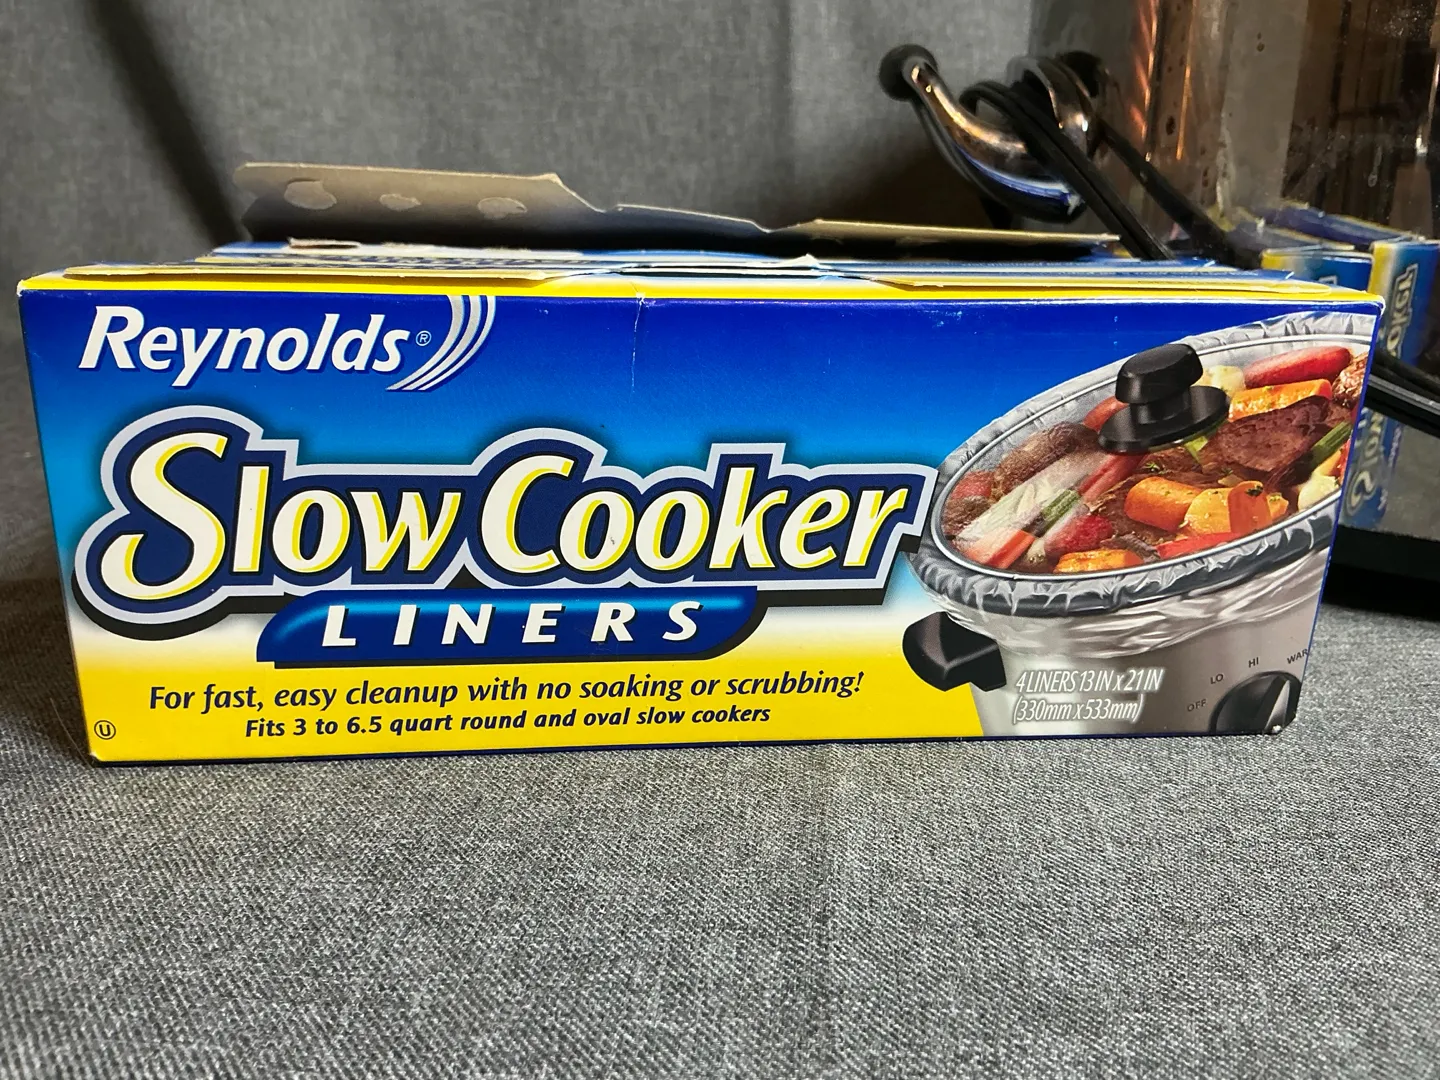 Reynolds®
Slow Cooker
LINERS
For fast, easy cleanup with no soaking or scrubbing!
Fits 3 to 6.5 quart round and oval slow cookers
U
4 LINERS 13 IN x 21 IN
(330mm x 533mm)
HI
WAR
LO
OFF